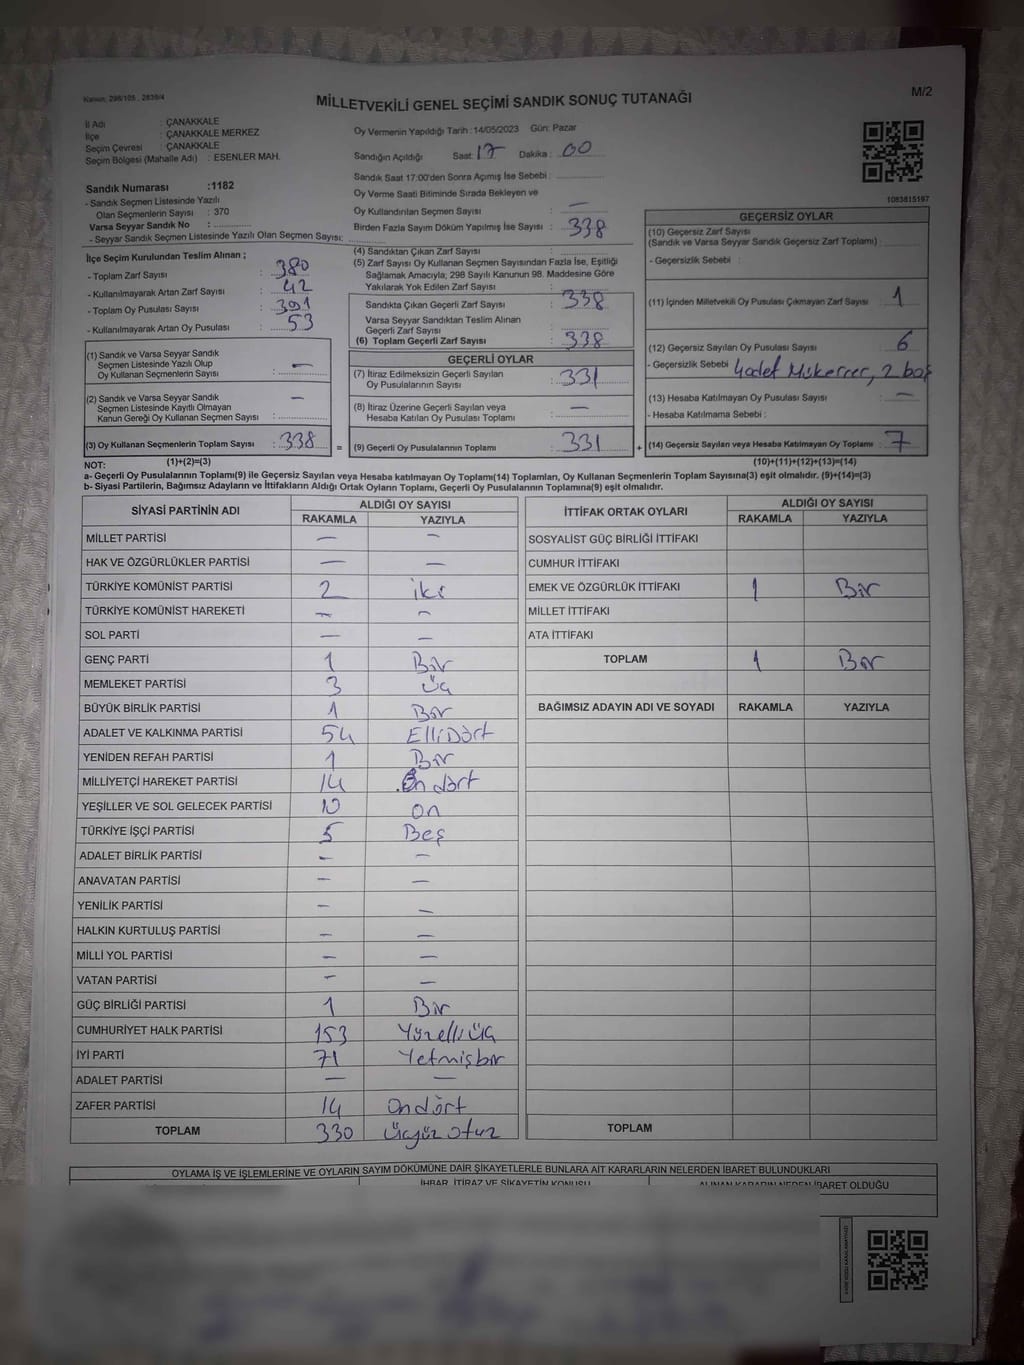 Kanun; 298/105 , 2839/4
MİLLETVEKİLİ GENEL SEÇİMİ SANDIK SONUÇ TUTANAĞI
M/2
İl Adı : ÇANAKKALE
İlçe : ÇANAKKALE MERKEZ
Seçim Çevresi : ÇANAKKALE
Seçim Bölgesi (Mahalle Adı) : ESENLER MAH.
Oy Vermenin Yapıldığı Tarih : 14/05/2023 Gün: Pazar
Sandığın Açıldığı Saat: 17 Dakika : 00
Sandık Saat 17:00'den Sonra Açımış İse Sebebi :
Oy Verme Saati Bitiminde Sırada Bekleyen ve
Oy Kullandırılan Seçmen Sayısı : —
Birden Fazla Sayım Döküm Yapılmış İse Sayısı : 338
Sandık Numarası :1182
- Sandık Seçmen Listesinde Yazılı
Olan Seçmenlerin Sayısı : 370
Varsa Seyyar Sandık No :
- Seyyar Sandık Seçmen Listesinde Yazılı Olan Seçmen Sayısı:
1083815197
İlçe Seçim Kurulundan Teslim Alınan ;
- Toplam Zarf Sayısı : 380
- Kullanılmayarak Artan Zarf Sayısı : 42
- Toplam Oy Pusulası : 391
- Kullanılmayarak Artan Oy Pusulası : 53
(4) Sandıktan Çıkan Zarf Sayısı :
(5) Zarf Sayısı Oy Kullanan Seçmen Sayısından Fazla İse, Eşitliği
Sağlamak Amacıyla; 298 Sayılı Kanunun 98. Maddesine Göre
Yakılarak Yok Edilen Zarf Sayısı :
Sandıkta Çıkan Geçerli Zarf Sayısı : 338
Varsa Seyyar Sandıktan Teslim Alınan
Geçerli Zarf Sayısı :
(6) Toplam Geçerli Zarf Sayısı : 338
GEÇERSİZ OYLAR
(10) Geçersiz Zarf Sayısı
(Sandık ve Varsa Seyyar Sandık Geçersiz Zarf Toplamı)
- Geçersizlik Sebebi :
(11) İçinden Milletvekili Oy Pusulası Çıkmayan Zarf Sayısı 1
(12) Geçersiz Sayılan Oy Pusulası Sayısı 6
- Geçersizlik Sebebi 4 adet Mükerrer, 2 boş
(13) Hesaba Katılmayan Oy Pusulası Sayısı : —
- Hesaba Katılmama Sebebi :
(14) Geçersiz Sayılan veya Hesaba Katılmayan Oy Toplamı 7
(1) Sandık ve Varsa Seyyar Sandık
Seçmen Listesinde Yazılı Olup
Oy Kullanan Seçmenlerin Sayısı : —
(2) Sandık ve Varsa Seyyar Sandık
Seçmen Listesinde Kayıtlı Olmayan
Kanun Gereği Oy Kullanan Seçmen Sayısı : —
(3) Oy Kullanan Seçmenlerin Toplam Sayısı : 338 =
GEÇERLİ OYLAR
(7) İtiraz Edilmeksizin Geçerli Sayılan
Oy Pusulalarının Sayısı : 331
(8) İtiraz Üzerine Geçerli Sayılan veya
Hesaba Katılan Oy Pusulası Toplamı : —
(9) Geçerli Oy Pusulalarının Toplamı : 331 +
NOT: (1)+(2)=(3)
(10)+(11)+(12)+(13)=(14)
a- Geçerli Oy Pusulalarının Toplamı(9) ile Geçersiz Sayılan veya Hesaba katılmayan Oy Toplamı(14) Toplamları, Oy Kullanan Seçmenlerin Toplam Sayısına(3) eşit olmalıdır. (9)+(14)=(3)
b- Siyasi Partilerin, Bağımsız Adayların ve İttifakların Aldığı Ortak Oyların Toplamı, Geçerli Oy Pusulalarının Toplamına(9) eşit olmalıdır.
SİYASİ PARTİNİN ADI ALDIĞI OY SAYISI
RAKAMLA YAZIYLA
MİLLET PARTİSİ — —
HAK VE ÖZGÜRLÜKLER PARTİSİ — —
TÜRKİYE KOMÜNİST PARTİSİ 2 iki
TÜRKİYE KOMÜNİST HAREKETİ — —
SOL PARTİ — —
GENÇ PARTİ 1 Bir
MEMLEKET PARTİSİ 3 Üç
BÜYÜK BİRLİK PARTİSİ 1 Bir
ADALET VE KALKINMA PARTİSİ 54 EllİDört
YENİDEN REFAH PARTİSİ 1 Bir
MİLLİYETÇİ HAREKET PARTİSİ 14 On dört
YEŞİLLER VE SOL GELECEK PARTİSİ 10 on
TÜRKİYE İŞÇİ PARTİSİ 5 Beş
ADALET BİRLİK PARTİSİ — —
ANAVATAN PARTİSİ — —
YENİLİK PARTİSİ — —
HALKIN KURTULUŞ PARTİSİ — —
MİLLİ YOL PARTİSİ — —
VATAN PARTİSİ — —
GÜÇ BİRLİĞİ PARTİSİ 1 Bir
CUMHURİYET HALK PARTİSİ 153 Yüzelliüç
İYİ PARTİ 71 Yetmişbir
ADALET PARTİSİ — —
ZAFER PARTİSİ 14 Ondört
TOPLAM 330 Üçyüz otuz
İTTİFAK ORTAK OYLARI ALDIĞI OY SAYISI
RAKAMLA YAZIYLA
SOSYALİST GÜÇ BİRLİĞİ İTTİFAKI
CUMHUR İTTİFAKI
EMEK VE ÖZGÜRLÜK İTTİFAKI 1 Bir
MİLLET İTTİFAKI
ATA İTTİFAKI
TOPLAM 1 Bir
BAĞIMSIZ ADAYIN ADI VE SOYADI RAKAMLA YAZIYLA
TOPLAM
OYLAMA İŞ VE İŞLEMLERİNE VE OYLARIN SAYIM DÖKÜMÜNE DAİR ŞİKAYETLERLE BUNLARA AİT KARARLARIN NELERDEN İBARET BULUNDUKLARI
İHBAR, İTİRAZ VE ŞİKAYETİN KONUSU
ALINAN KARARIN NEDEN İBARET OLDUĞU